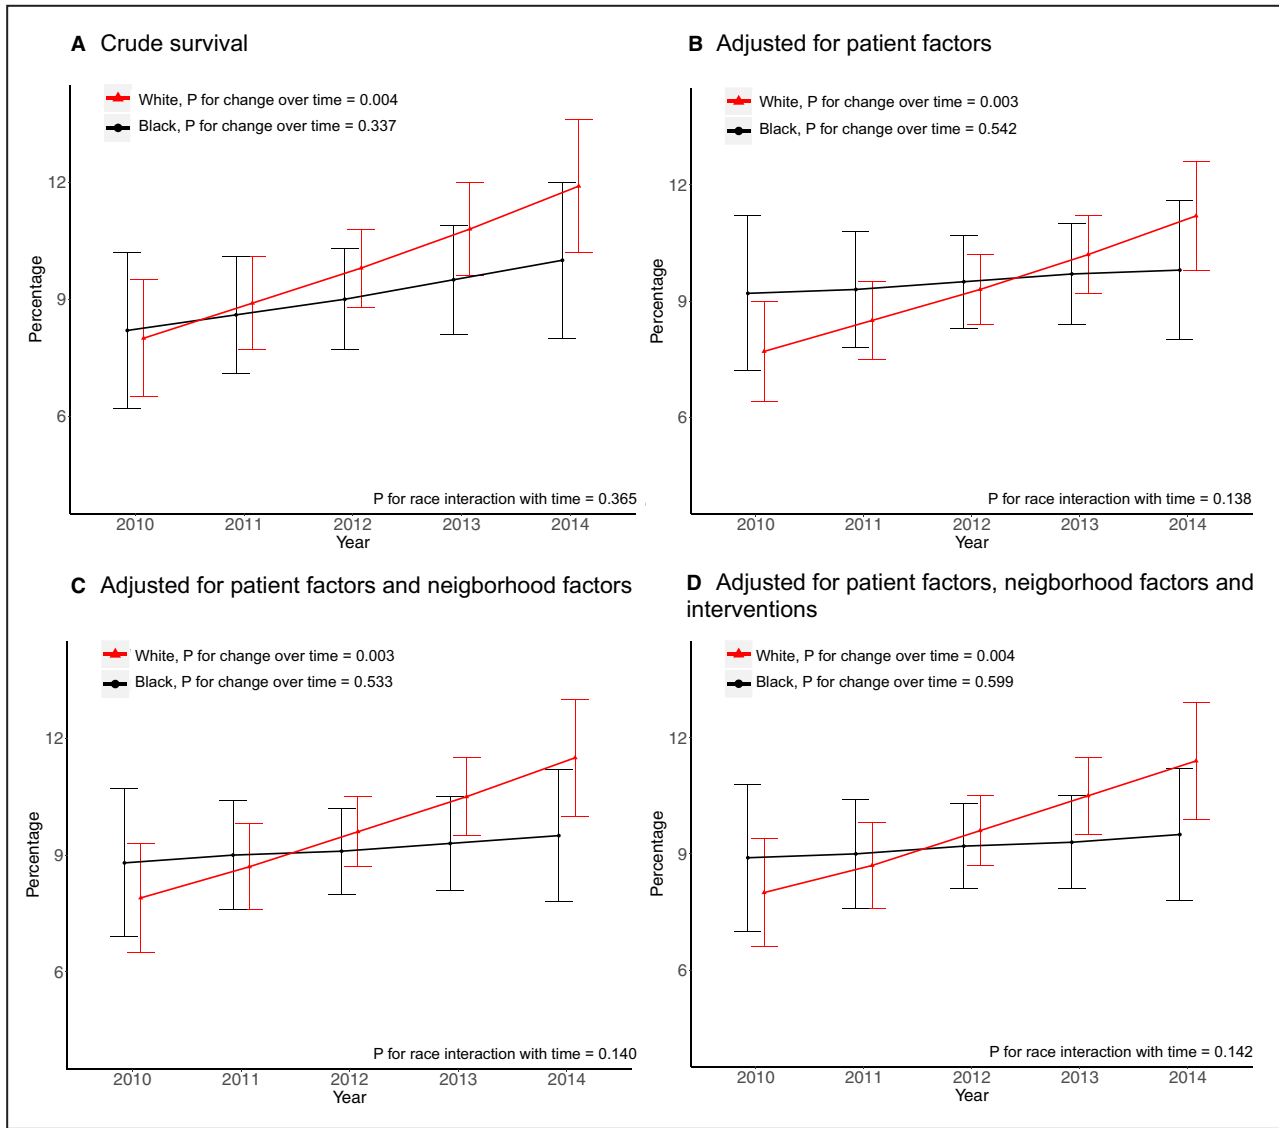 A Crude survival
White, P for change over time = 0.004
Black, P for change over time = 0.337
Percentage
12
9
6
P for race interaction with time = 0.365
2010 2011 2012 2013 2014
Year
B Adjusted for patient factors
White, P for change over time = 0.003
Black, P for change over time = 0.542
Percentage
12
9
6
P for race interaction with time = 0.138
2010 2011 2012 2013 2014
Year
C Adjusted for patient factors and neigborhood factors
White, P for change over time = 0.003
Black, P for change over time = 0.533
Percentage
12
9
6
P for race interaction with time = 0.140
2010 2011 2012 2013 2014
Year
D Adjusted for patient factors, neigborhood factors and
interventions
White, P for change over time = 0.004
Black, P for change over time = 0.599
Percentage
12
9
6
P for race interaction with time = 0.142
2010 2011 2012 2013 2014
Year